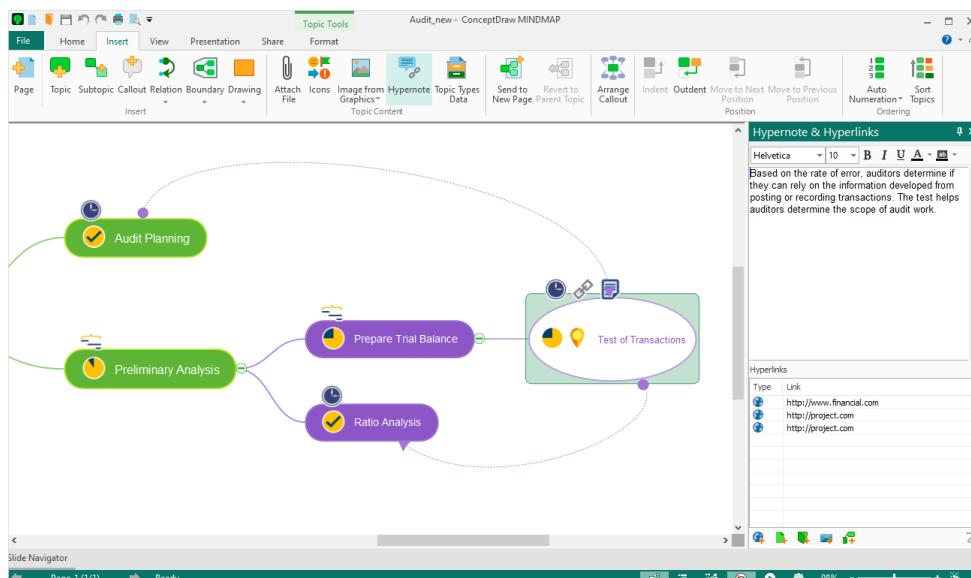 Topic Tools
Audit_new - ConceptDraw MINDMAP
File Home Insert View Presentation Share Format
Page Topic Subtopic Callout Relation Boundary Drawing
Insert
Attach File Icons Image from Graphics Hypernote Topic Types Data
Topic Content
Send to New Page Revert to Parent Topic
Arrange Callout
Indent Outdent Move to Next Position Move to Previous Position
Position
Auto Numeration Sort Topics
Ordering
Hypernote & Hyperlinks
Helvetica 10 B I U A ab
Based on the rate of error, auditors determine if
they can rely on the information developed from
posting or recording transactions. The test helps
auditors determine the scope of audit work.
Audit Planning
Prepare Trial Balance
Test of Transactions
Preliminary Analysis
Ratio Analysis
Hyperlinks
Type Link
http://www.financial.com
http://project.com
http://project.com
Slide Navigator
Page 1 (1/1) Ready 98%